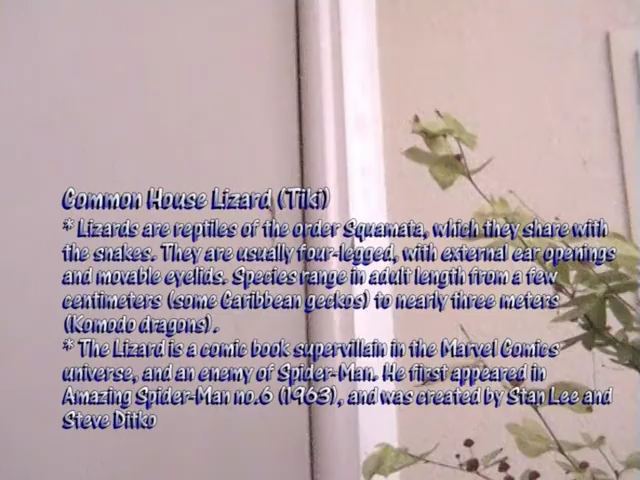 Common House Lizard (Tiki)
* Lizards are reptiles of the order Squamata, which they share with
the snakes. They are usually four-legged, with external ear openings
and movable eyelids. Species range in adult length from a few
centimeters (some Caribbean geckos) to nearly three meters
(Komodo dragons).
* The Lizard is a comic book supervillain in the Marvel Comics
universe, and an enemy of Spider-Man. He first appeared in
Amazing Spider-Man no.6 (1963), and was created by Stan Lee and
Steve Ditko